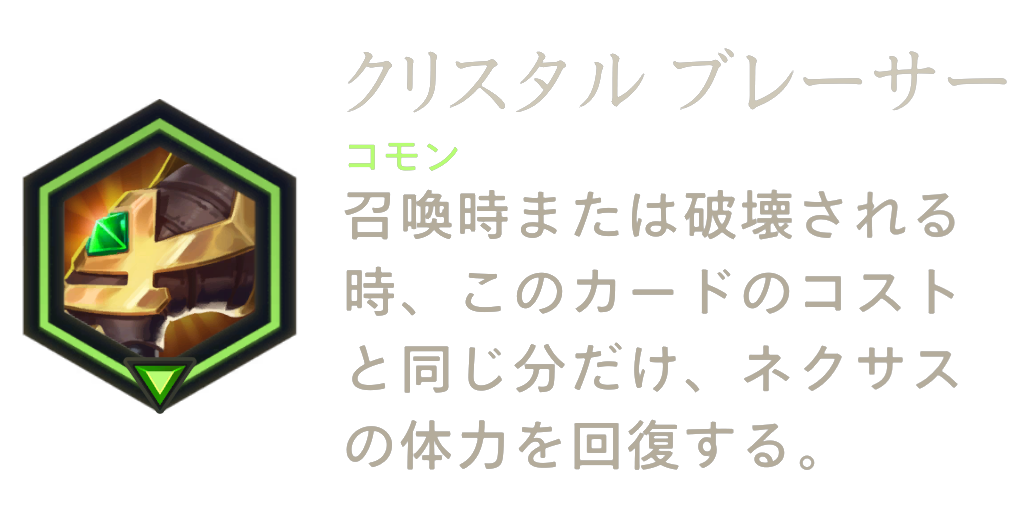 クリスタル ブレーサー
コモン
召喚時または破壊される
時、このカードのコスト
と同じ分だけ、ネクサス
の体力を回復する。